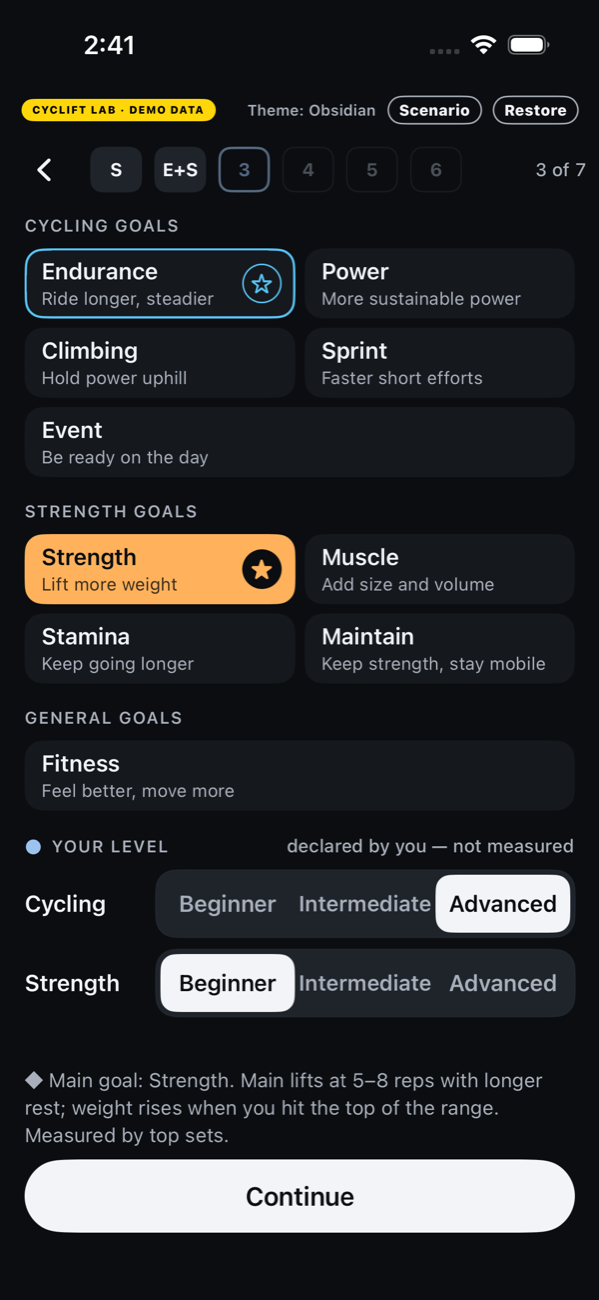 2:41
CYCLIFT LAB · DEMO DATA
Theme: Obsidian
Scenario
Restore
S
E+S
3
4
5
6
3 of 7
CYCLING GOALS
Endurance
Ride longer, steadier
Power
More sustainable power
Climbing
Hold power uphill
Sprint
Faster short efforts
Event
Be ready on the day
STRENGTH GOALS
Strength
Lift more weight
Muscle
Add size and volume
Stamina
Keep going longer
Maintain
Keep strength, stay mobile
GENERAL GOALS
Fitness
Feel better, move more
YOUR LEVEL
declared by you — not measured
Cycling
Beginner
Intermediate
Advanced
Strength
Beginner
Intermediate
Advanced
◆ Main goal: Strength. Main lifts at 5–8 reps with longer
rest; weight rises when you hit the top of the range.
Measured by top sets.
Continue